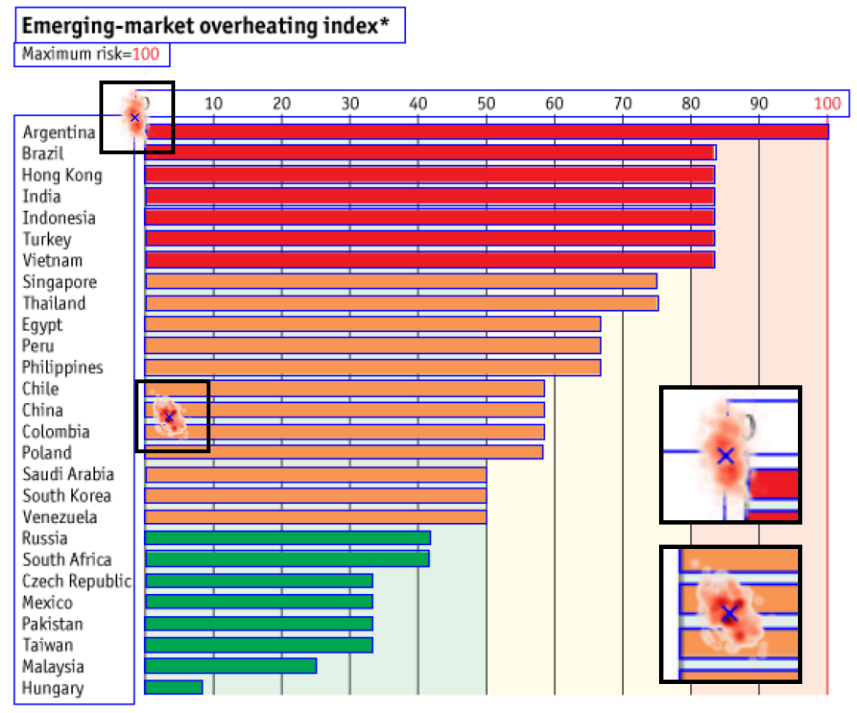 Emerging-market overheating index*
Maximum risk=100
0 10 20 30 40 50 60 70 80 90 100
Argentina
Brazil
Hong Kong
India
Indonesia
Turkey
Vietnam
Singapore
Thailand
Egypt
Peru
Philippines
Chile
China
Colombia
Poland
Saudi Arabia
South Korea
Venezuela
Russia
South Africa
Czech Republic
Mexico
Pakistan
Taiwan
Malaysia
Hungary